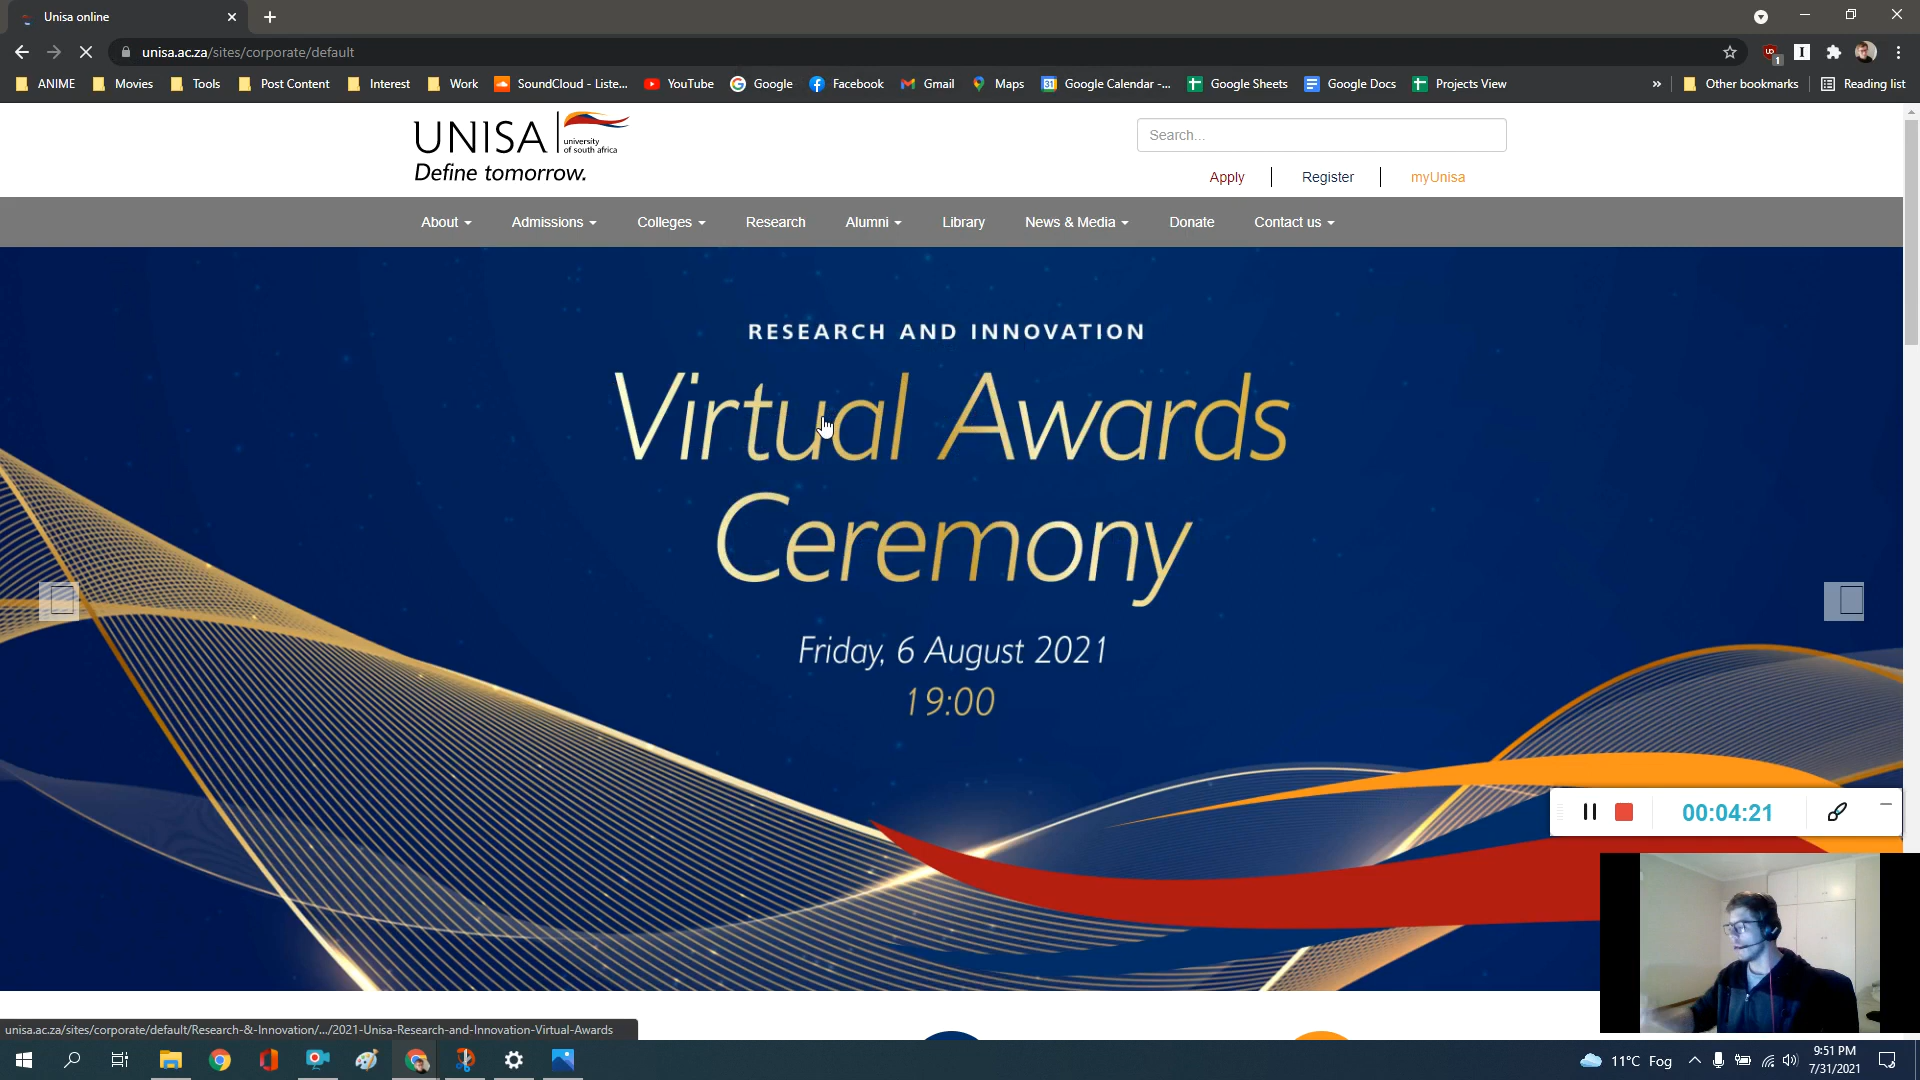 Unisa online
unisa.ac.za/sites/corporate/default
1
ANIME
Movies
Tools
Post Content
Interest
Work
SoundCloud - Liste...
YouTube
Google
Facebook
Gmail
Maps
31
Google Calendar -...
Google Sheets
Google Docs
Projects View
»
Other bookmarks
Reading list
UNISA
university
of south africa
Define tomorrow.
Search...
Apply
Register
myUnisa
About
Admissions
Colleges
Research
Alumni
Library
News & Media
Donate
Contact us
RESEARCH AND INNOVATION
Virtual Awards
Ceremony
Friday, 6 August 2021
19:00
00:04:21
unisa.ac.za/sites/corporate/default/Research-&-Innovation/.../2021-Unisa-Research-and-Innovation-Virtual-Awards
11°C Fog
9:51 PM
7/31/2021